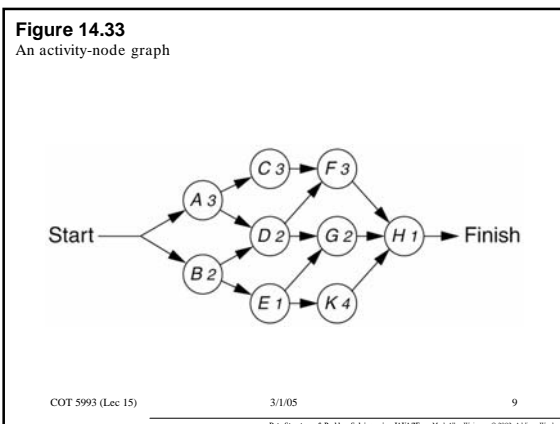 Figure 14.33
An activity-node graph
C 3
F 3
A 3
Start
D 2
G 2
H 1
Finish
B 2
E 1
K 4
COT 5993 (Lec 15) 3/1/05 9